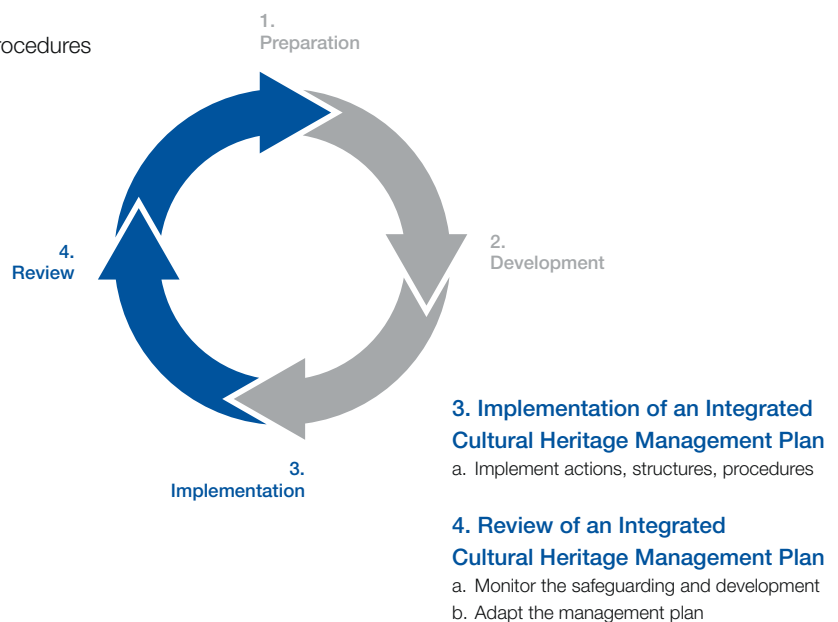 1.
Preparation
2.
Development
4.
Review
3. Implementation of an Integrated
Cultural Heritage Management Plan
a. Implement actions, structures, procedures
3.
Implementation
4. Review of an Integrated
Cultural Heritage Management Plan
a. Monitor the safeguarding and development
b. Adapt the management plan